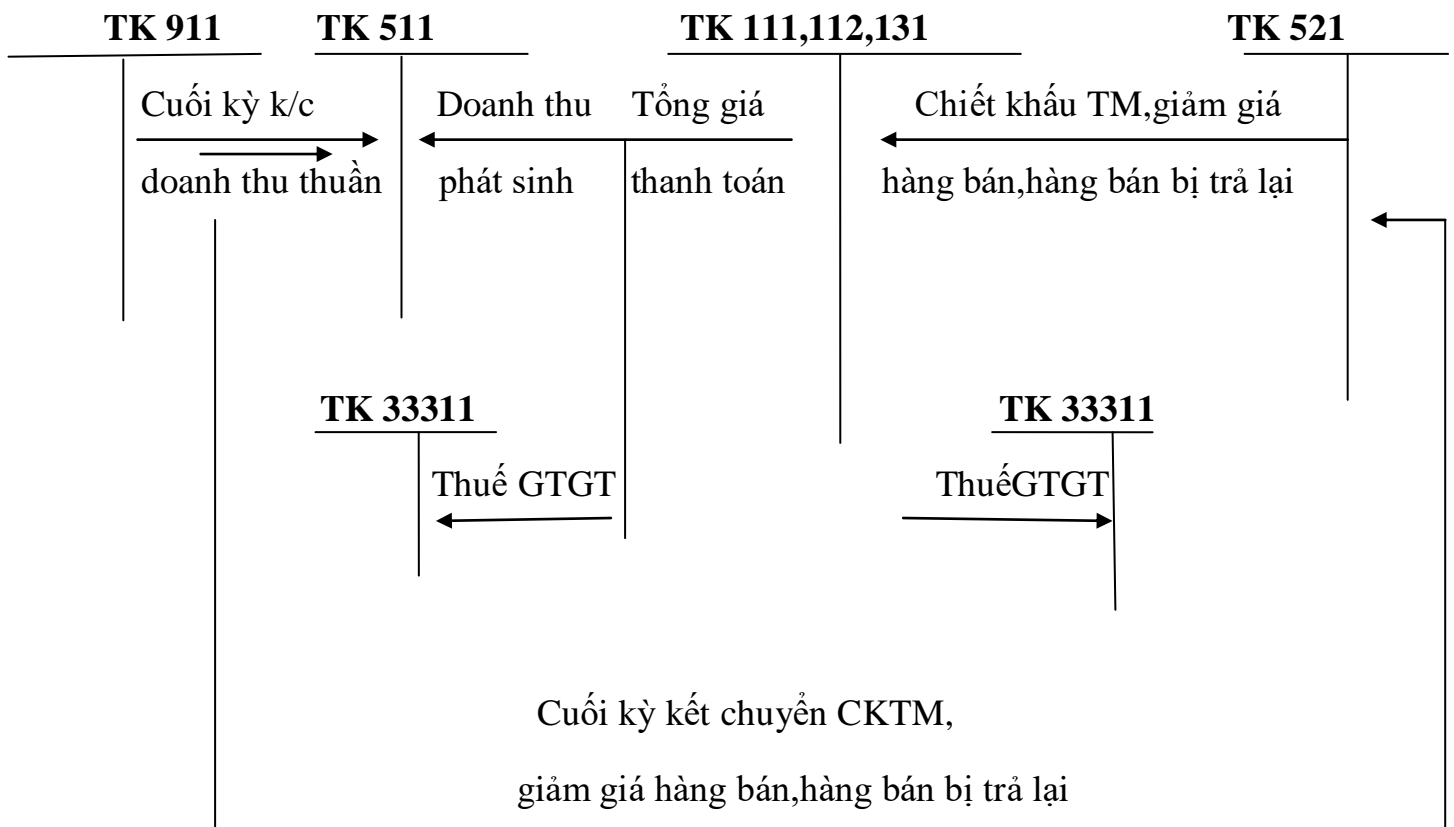 TK 911 TK 511 TK 111,112,131 TK 521
Cuối kỳ k/c Doanh thu Tổng giá Chiết khấu TM,giảm giá
doanh thu thuần phát sinh thanh toán hàng bán,hàng bán bị trả lại
TK 33311 TK 33311
Thuế GTGT ThuếGTGT
Cuối kỳ kết chuyển CKTM,
giảm giá hàng bán,hàng bán bị trả lại